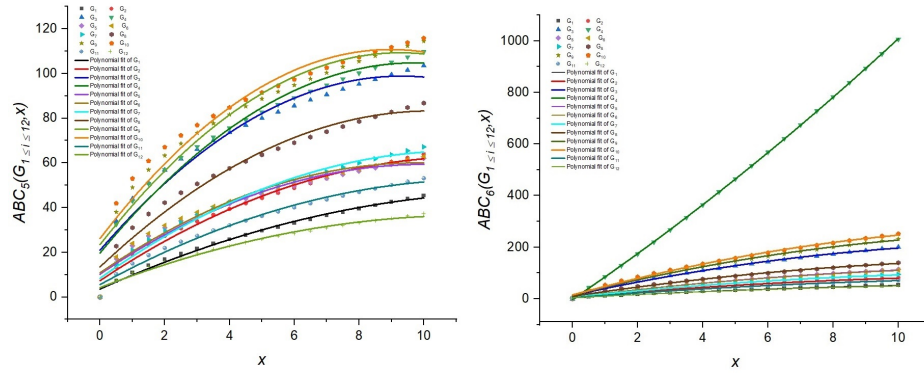 ABC₅(G₁ ≤ i ≤ 12,x)
120
100
80
60
40
20
0
G₁ G₂
G₃ G₄
G₅ G₆
G₇ G₈
G₉ G₁₀
G₁₁ G₁₂
Polynomial fit of G₁
Polynomial fit of G₂
Polynomial fit of G₃
Polynomial fit of G₄
Polynomial fit of G₅
Polynomial fit of G₆
Polynomial fit of G₇
Polynomial fit of G₈
Polynomial fit of G₉
Polynomial fit of G₁₀
Polynomial fit of G₁₁
Polynomial fit of G₁₂
0 2 4 6 8 10
x
ABC₆(G₁ ≤ i ≤ 12,x)
1000
800
600
400
200
0
G₁ G₂
G₃ G₄
G₅ G₆
G₇ G₈
G₉ G₁₀
G₁₁ G₁₂
Polynomial fit of G₁
Polynomial fit of G₂
Polynomial fit of G₃
Polynomial fit of G₄
Polynomial fit of G₅
Polynomial fit of G₆
Polynomial fit of G₇
Polynomial fit of G₈
Polynomial fit of G₉
Polynomial fit of G₁₀
Polynomial fit of G₁₁
Polynomial fit of G₁₂
0 2 4 6 8 10
x